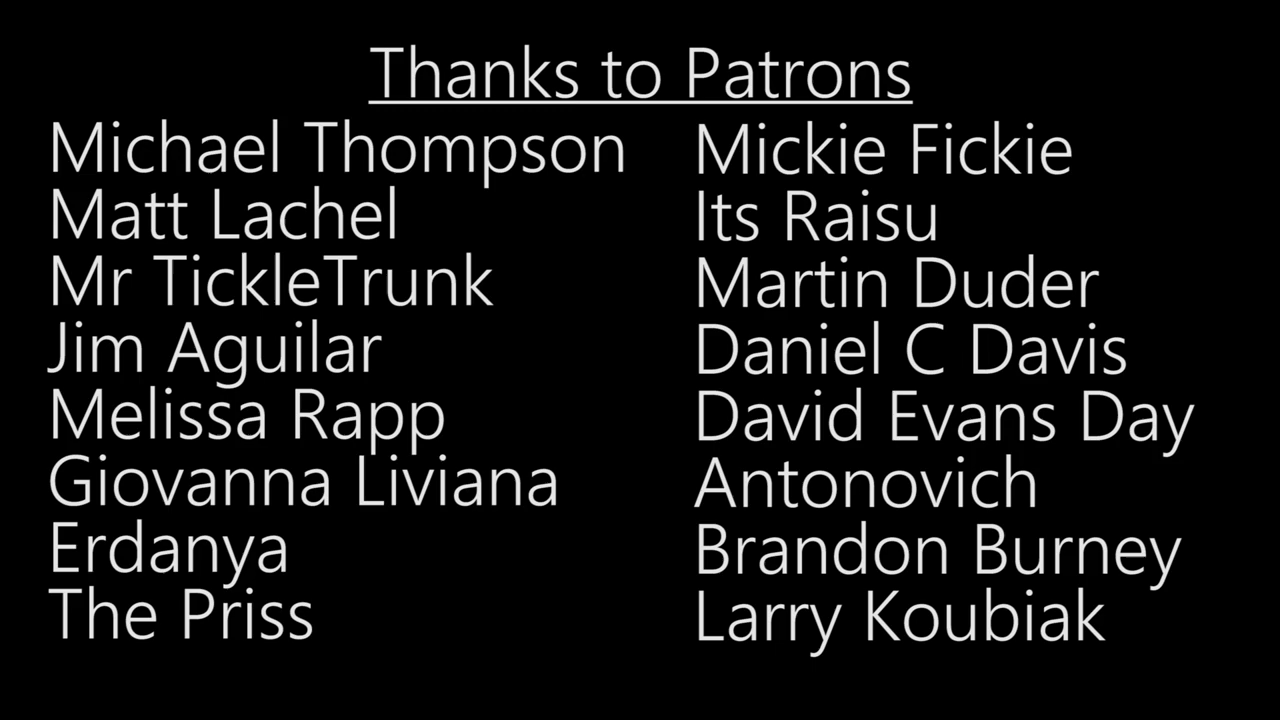 Thanks to Patrons
Michael Thompson
Matt Lachel
Mr TickleTrunk
Jim Aguilar
Melissa Rapp
Giovanna Liviana
Erdanya
The Priss
Mickie Fickie
Its Raisu
Martin Duder
Daniel C Davis
David Evans Day
Antonovich
Brandon Burney
Larry Koubiak